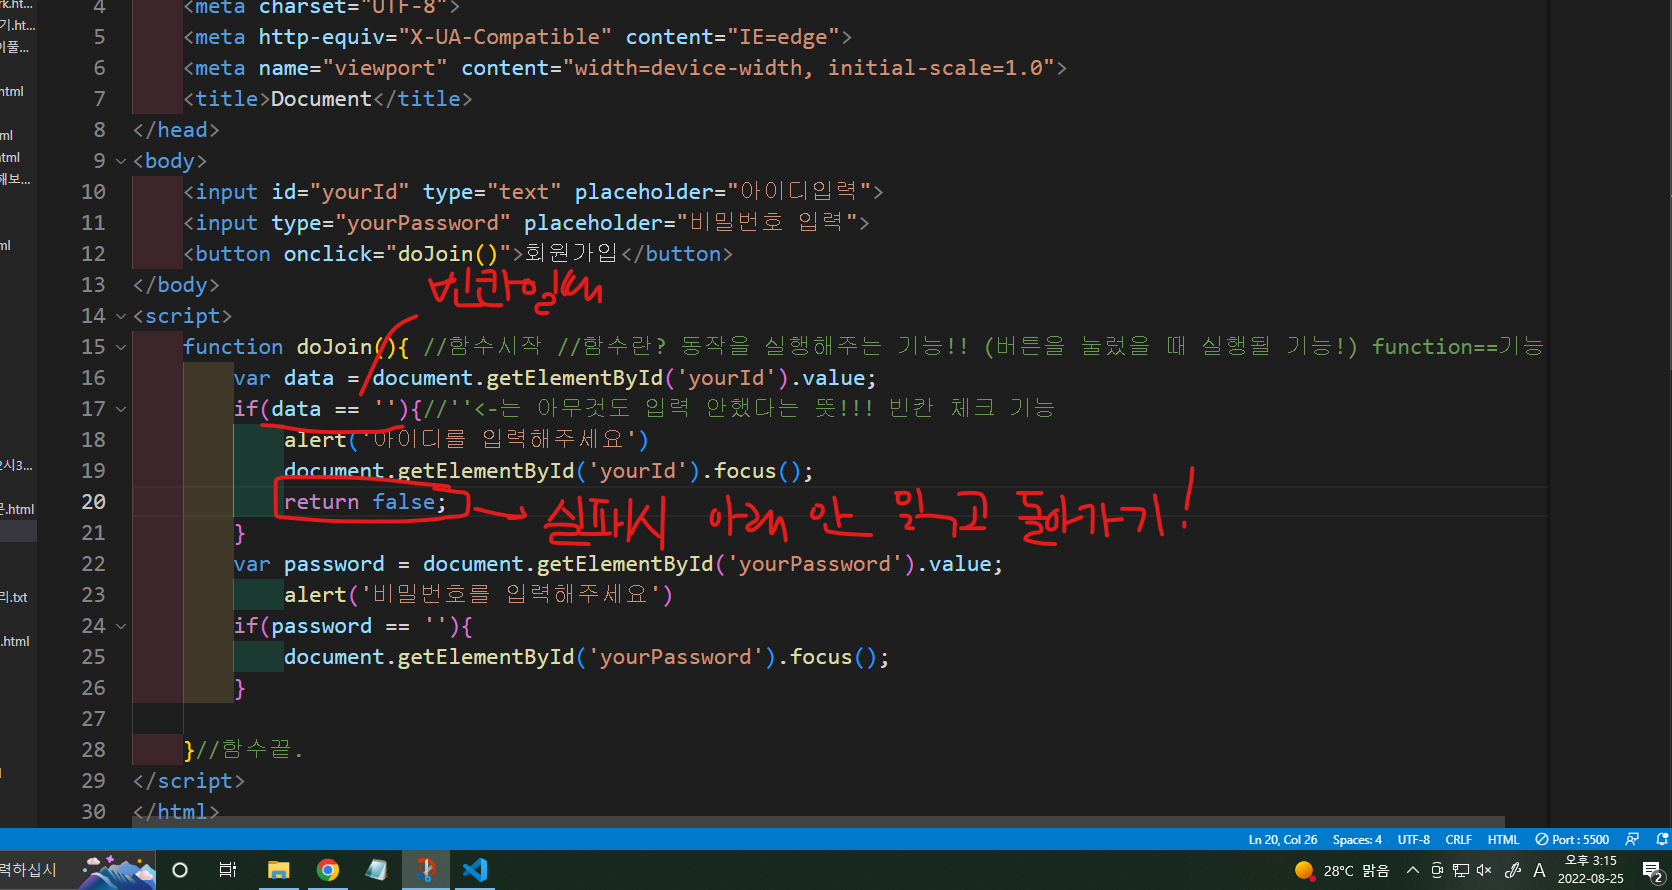 rk.ht...
기.ht...
이풀...
html
ml
html
해보...
ml
2시3...
문.html
리.txt
.html
4 <meta charset="UTF-8">
5 <meta http-equiv="X-UA-Compatible" content="IE=edge">
6 <meta name="viewport" content="width=device-width, initial-scale=1.0">
7 <title>Document</title>
8 </head>
9 <body>
10 <input id="yourId" type="text" placeholder="아이디입력">
11 <input type="yourPassword" placeholder="비밀번호 입력">
12 <button onclick="doJoin()">회원가입</button>
13 </body>
빈칸일때
14 <script>
15 function doJoin(){ //함수시작 //함수란? 동작을 실행해주는 기능!! (버튼을 눌렀을 때 실행될 기능!) function==기능
16 var data = document.getElementById('yourId').value;
17 if(data == ''){//''<-는 아무것도 입력 안했다는 뜻!!! 빈칸 체크 기능
18 alert('아이디를 입력해주세요')
19 document.getElementById('yourId').focus();
20 return false; → 실패시 아래 안 읽고 돌아가기!
21 }
22 var password = document.getElementById('yourPassword').value;
23 alert('비밀번호를 입력해주세요')
24 if(password == ''){
25 document.getElementById('yourPassword').focus();
26 }
27
28 }//함수끝.
29 </script>
30 </html>
Ln 20, Col 26 Spaces: 4 UTF-8 CRLF HTML Port : 5500
력하십시 28°C 맑음 A 오후 3:15
2022-08-25 2